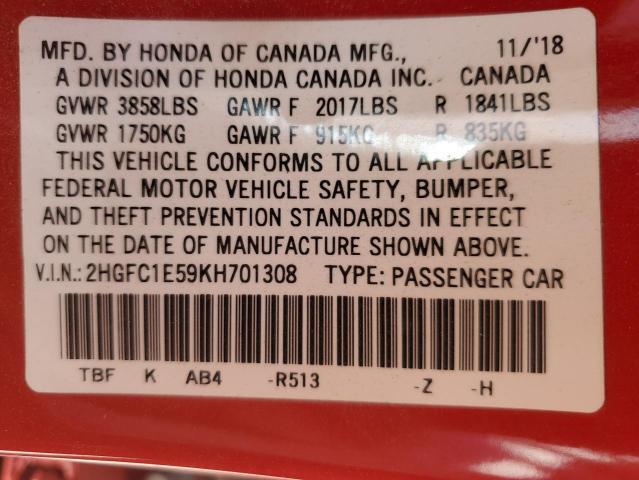 MFD. BY HONDA OF CANADA MFG., 11/'18
A DIVISION OF HONDA CANADA INC. CANADA
GVWR 3858LBS GAWR F 2017LBS R 1841LBS
GVWR 1750KG GAWR F 915KG R 835KG
THIS VEHICLE CONFORMS TO ALL APPLICABLE
FEDERAL MOTOR VEHICLE SAFETY, BUMPER,
AND THEFT PREVENTION STANDARDS IN EFFECT
ON THE DATE OF MANUFACTURE SHOWN ABOVE.
V.I.N.: 2HGFC1E59KH701308 TYPE: PASSENGER CAR
TBF K AB4 -R513 -Z -H